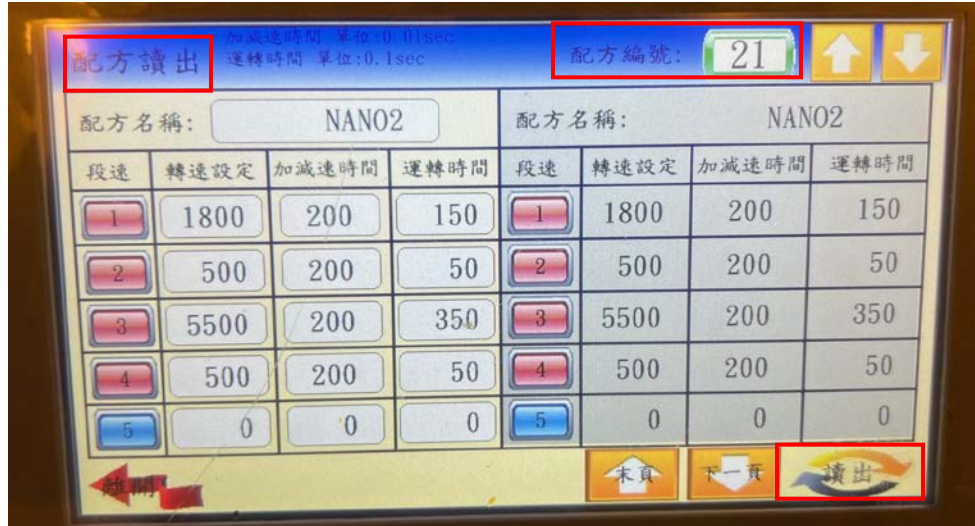 加減速時間 單位:0.01sec
配方讀出 運轉時間 單位:0.1sec 配方編號: 21
配方名稱: NANO2 配方名稱: NANO2
段速 轉速設定 加減速時間 運轉時間 段速 轉速設定 加減速時間 運轉時間
1 1800 200 150 1 1800 200 150
2 500 200 50 2 500 200 50
3 5500 200 350 3 5500 200 350
4 500 200 50 4 500 200 50
5 0 0 0 5 0 0 0
離開 末頁 下一頁 讀出